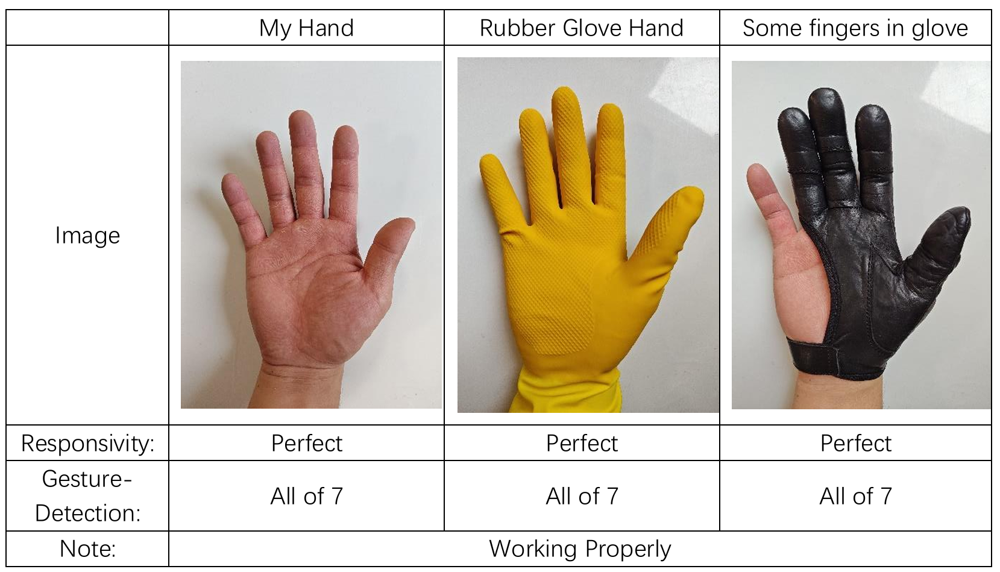 My Hand
Rubber Glove Hand
Some fingers in glove
Image
Responsivity:
Perfect
Perfect
Perfect
Gesture-
Detection:
All of 7
All of 7
All of 7
Note:
Working Properly